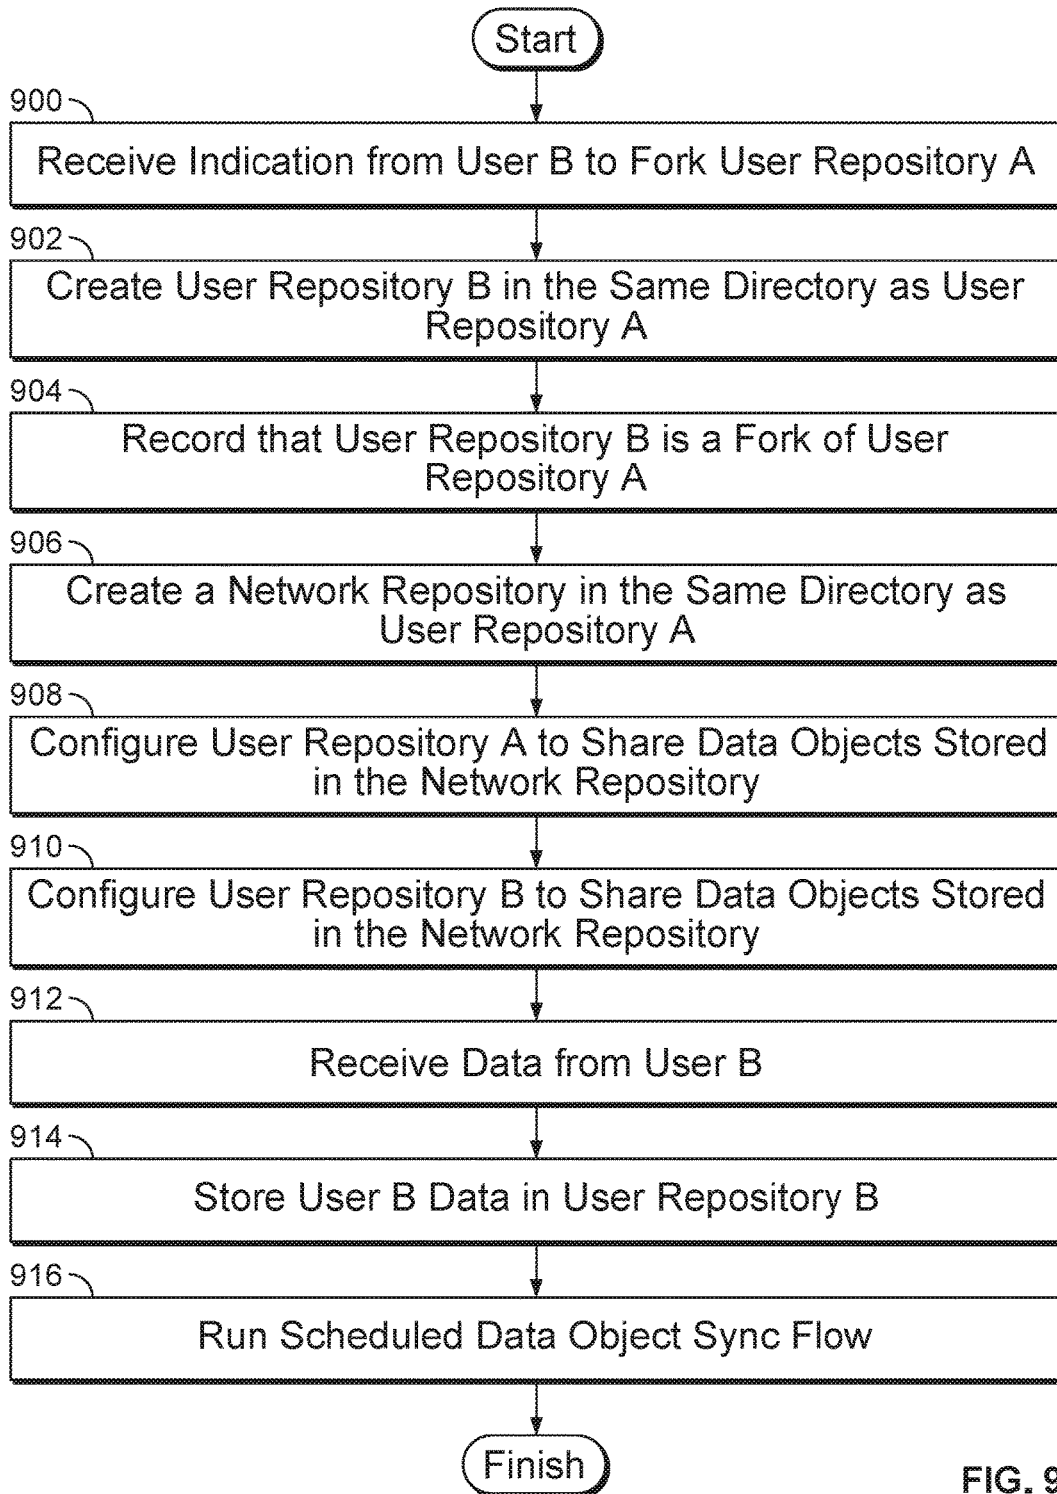 Start
900
Receive Indication from User B to Fork User Repository A
902
Create User Repository B in the Same Directory as User
Repository A
904
Record that User Repository B is a Fork of User
Repository A
906
Create a Network Repository in the Same Directory as
User Repository A
908
Configure User Repository A to Share Data Objects Stored
in the Network Repository
910
Configure User Repository B to Share Data Objects Stored
in the Network Repository
912
Receive Data from User B
914
Store User B Data in User Repository B
916
Run Scheduled Data Object Sync Flow
Finish
FIG. 9